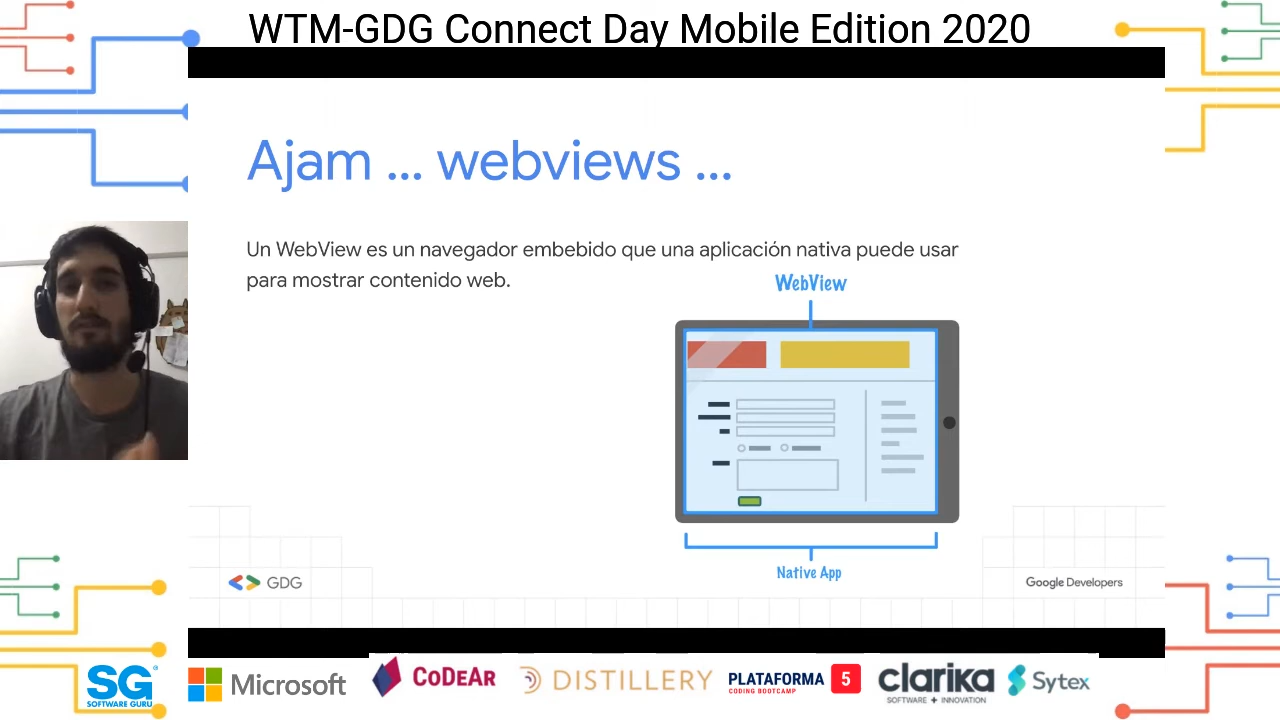 WTM-GDG Connect Day Mobile Edition 2020
Ajam ... webviews ...
Un WebView es un navegador embebido que una aplicación nativa puede usar
para mostrar contenido web.
WebView
Native App
GDG
Google Developers
SG
SOFTWARE GURU
Microsoft
CoDeAr
DISTILLERY
PLATAFORMA 5
CODING BOOTCAMP
clarika
SOFTWARE + INNOVATION
Sytex